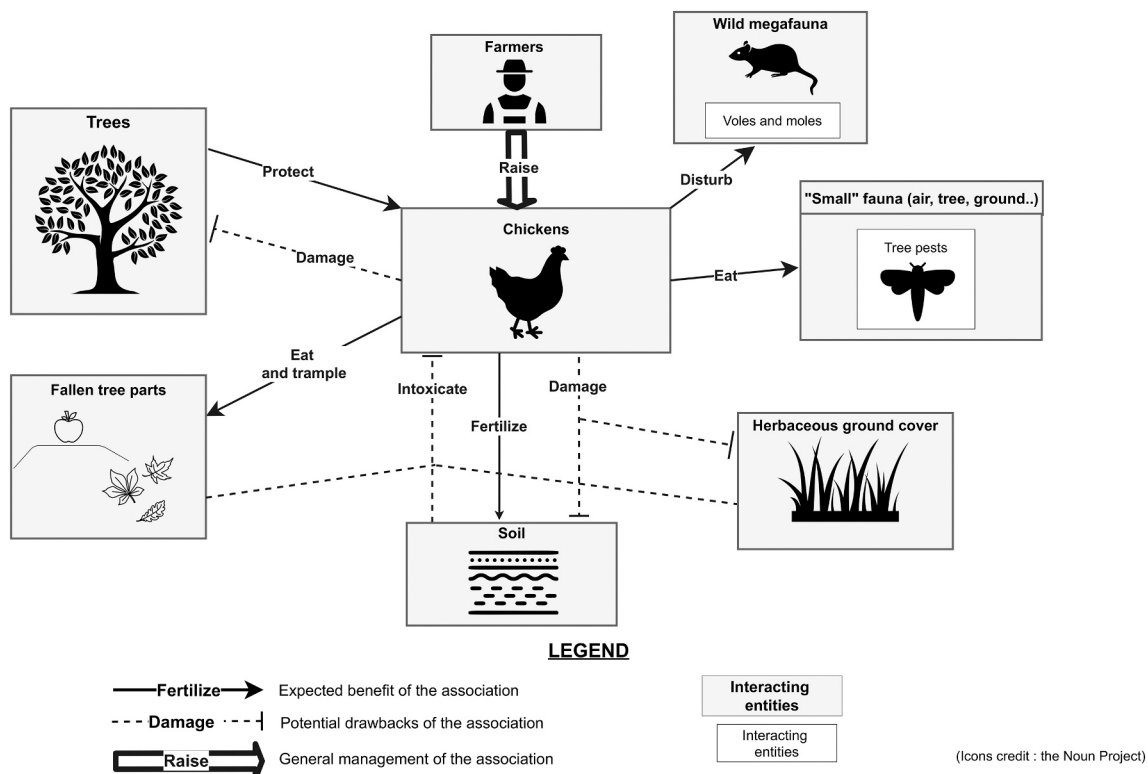 Farmers
Wild megafauna
Voles and moles
Trees
Protect
Raise
Disturb
"Small" fauna (air, tree, ground..)
Tree pests
Chickens
Damage
Eat
Eat
and trample
Intoxicate
Damage
Fallen tree parts
Fertilize
Herbaceous ground cover
Soil
LEGEND
Fertilize
Expected benefit of the association
Damage
Potential drawbacks of the association
Raise
General management of the association
Interacting
entities
Interacting
entities
(Icons credit : the Noun Project)